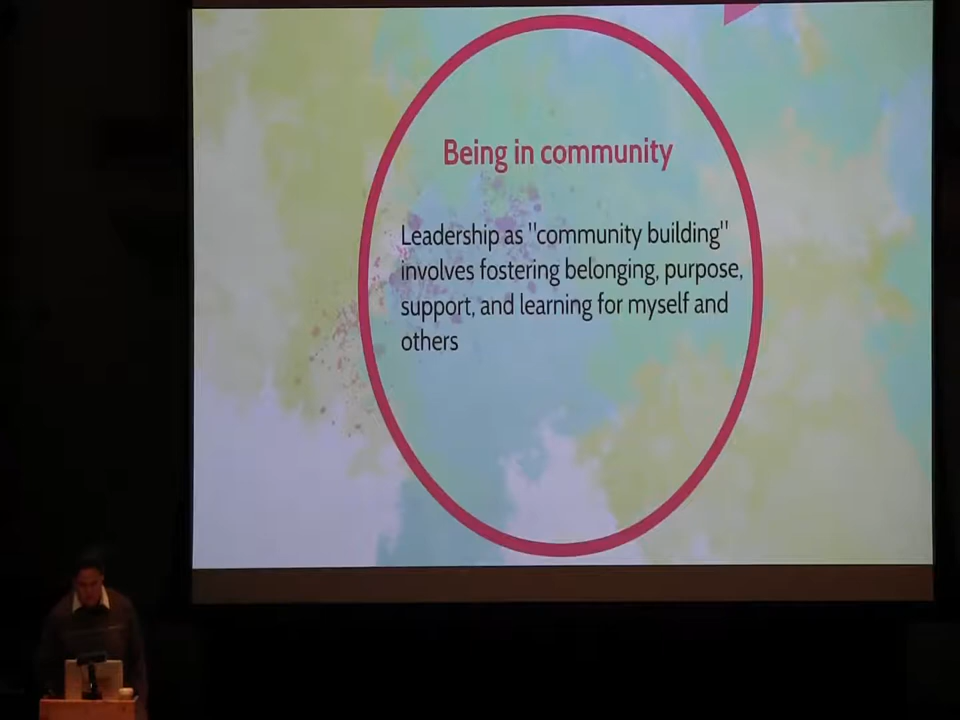 Being in community
Leadership as "community building"
involves fostering belonging, purpose,
support, and learning for myself and
others